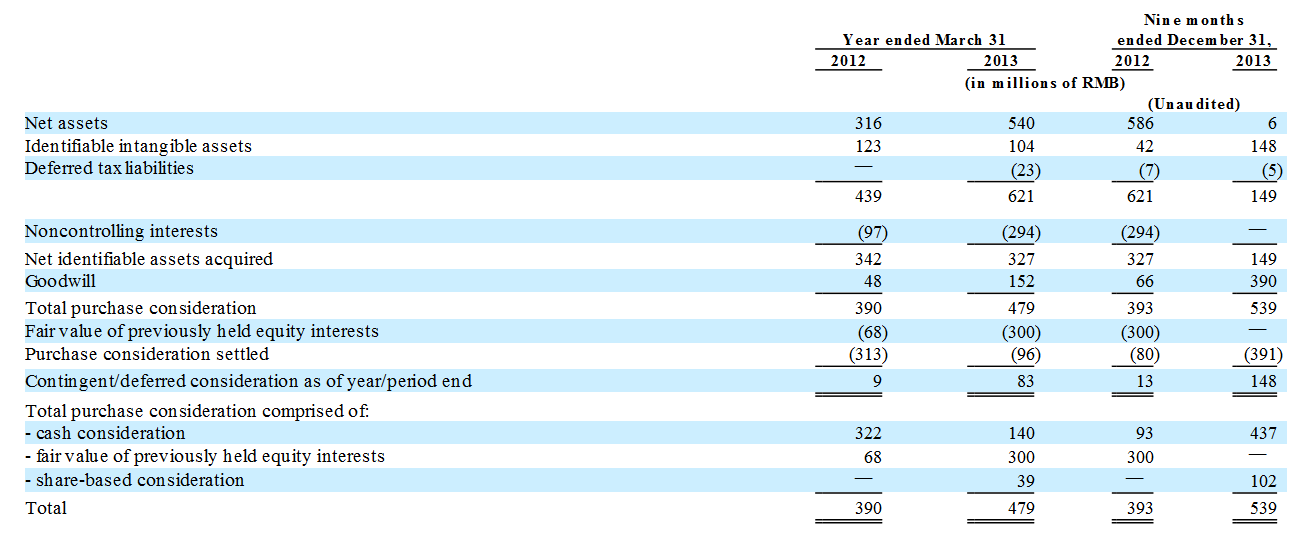 Nine months
Year ended March 31 ended December 31,
2012 2013 2012 2013
(in millions of RMB)
(Unaudited)
Net assets 316 540 586 6
Identifiable intangible assets 123 104 42 148
Deferred tax liabilities — (23) (7) (5)
439 621 621 149
Noncontrolling interests (97) (294) (294) —
Net identifiable assets acquired 342 327 327 149
Goodwill 48 152 66 390
Total purchase consideration 390 479 393 539
Fair value of previously held equity interests (68) (300) (300) —
Purchase consideration settled (313) (96) (80) (391)
Contingent/deferred consideration as of year/period end 9 83 13 148
Total purchase consideration comprised of:
- cash consideration 322 140 93 437
- fair value of previously held equity interests 68 300 300 —
- share-based consideration — 39 — 102
Total 390 479 393 539